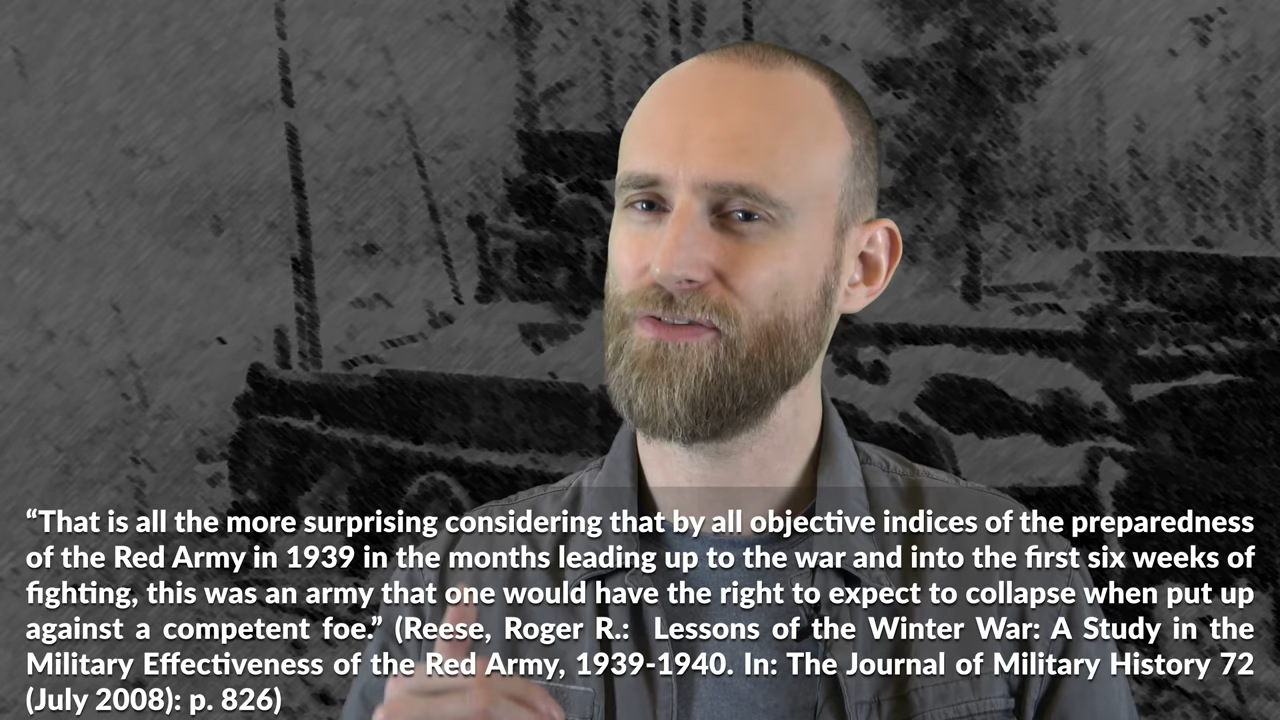 “That is all the more surprising considering that by all objective indices of the preparedness
of the Red Army in 1939 in the months leading up to the war and into the first six weeks of
fighting, this was an army that one would have the right to expect to collapse when put up
against a competent foe.” (Reese, Roger R.: Lessons of the Winter War: A Study in the
Military Effectiveness of the Red Army, 1939-1940. In: The Journal of Military History 72
(July 2008): p. 826)